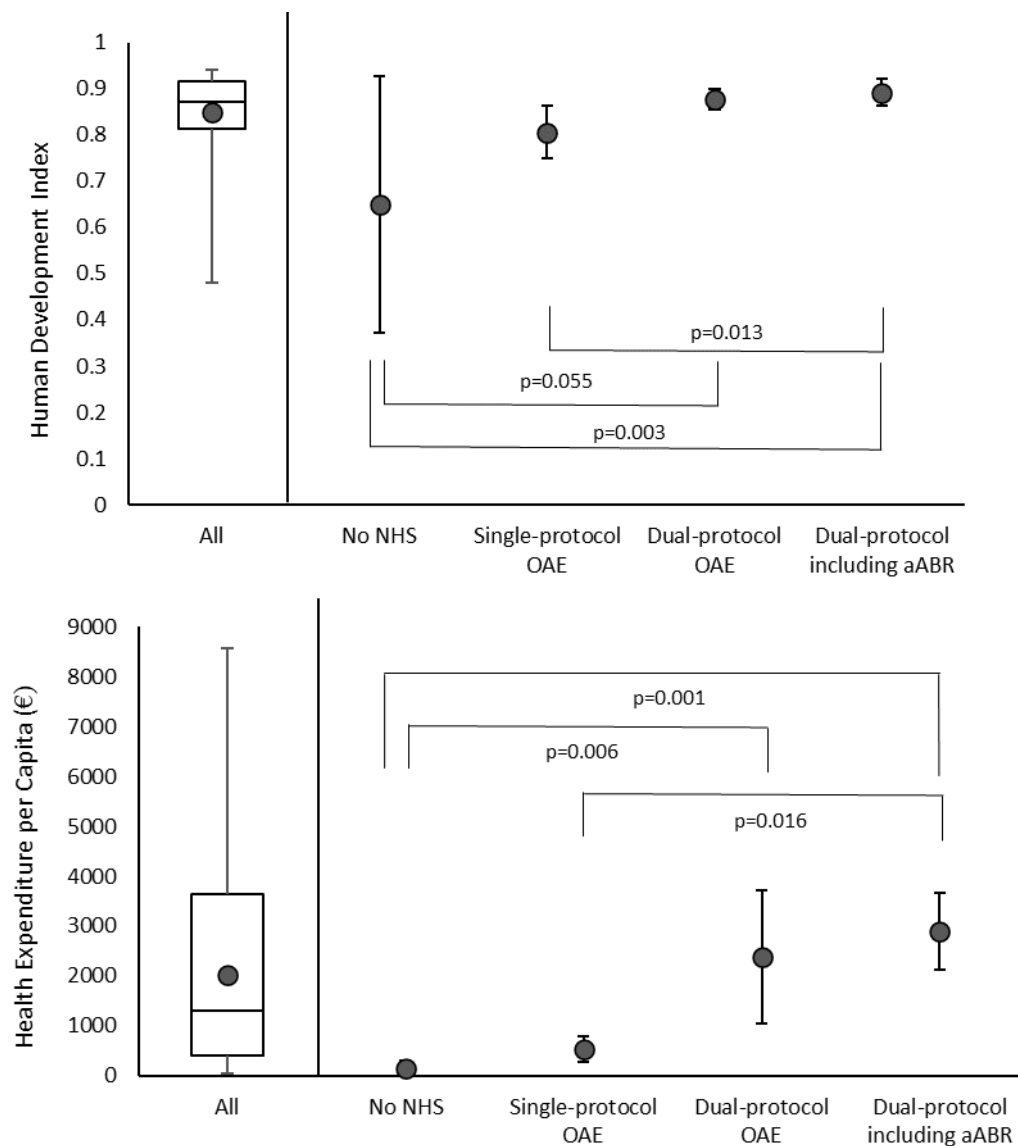 Human Development Index
1
0.9
0.8
0.7
0.6
0.5
0.4
0.3
0.2
0.1
0
p=0.013
p=0.055
p=0.003
All
No NHS
Single-protocol
OAE
Dual-protocol
OAE
Dual-protocol
including aABR
Health Expenditure per Capita (€)
9000
8000
7000
6000
5000
4000
3000
2000
1000
0
p=0.001
p=0.006
p=0.016
All
No NHS
Single-protocol
OAE
Dual-protocol
OAE
Dual-protocol
including aABR